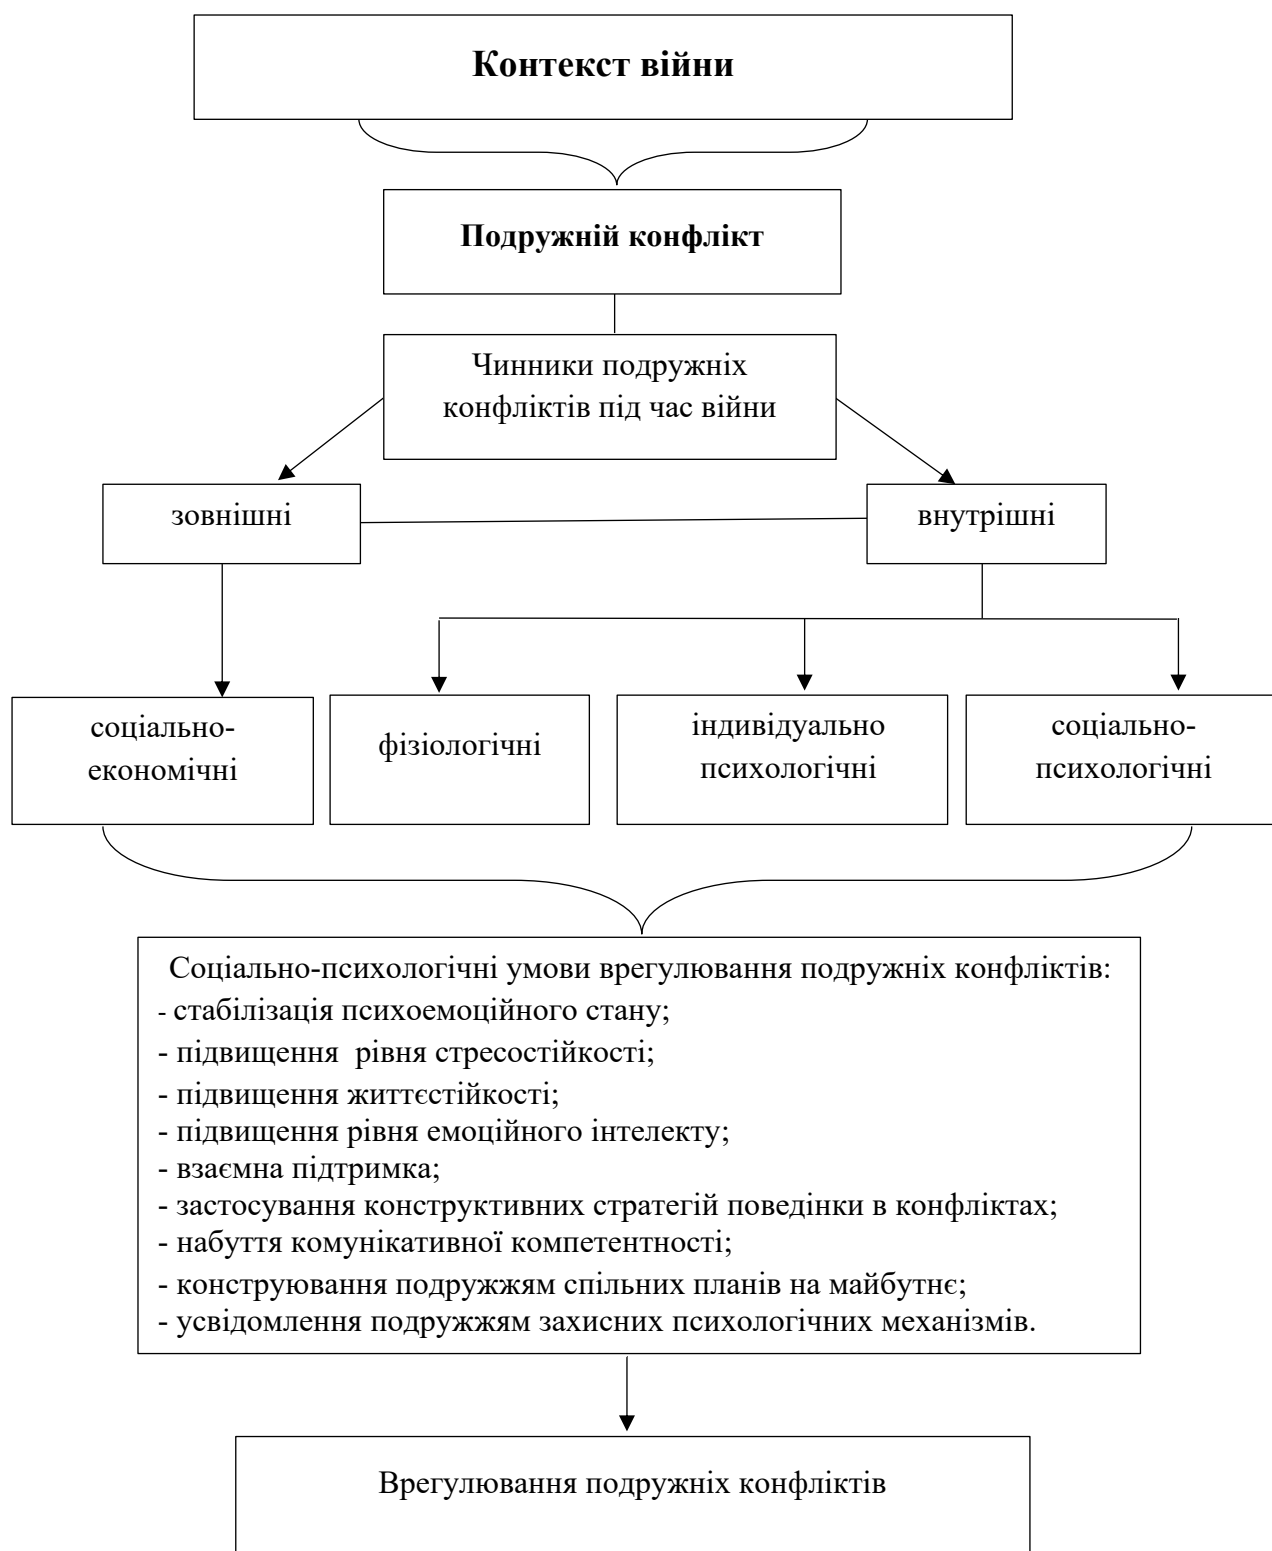 Контекст війни
Подружній конфлікт
Чинники подружніх
конфліктів під час війни
зовнішні
внутрішні
соціально-
економічні
фізіологічні
індивідуально
психологічні
соціально-
психологічні
Соціально-психологічні умови врегулювання подружніх конфліктів:
- стабілізація психоемоційного стану;
- підвищення  рівня стресостійкості;
- підвищення життєстійкості;
- підвищення рівня емоційного інтелекту;
- взаємна підтримка;
- застосування конструктивних стратегій поведінки в конфліктах;
- набуття комунікативної компетентності;
- конструювання подружжям спільних планів на майбутнє;
- усвідомлення подружжям захисних психологічних механізмів.
Врегулювання подружніх конфліктів